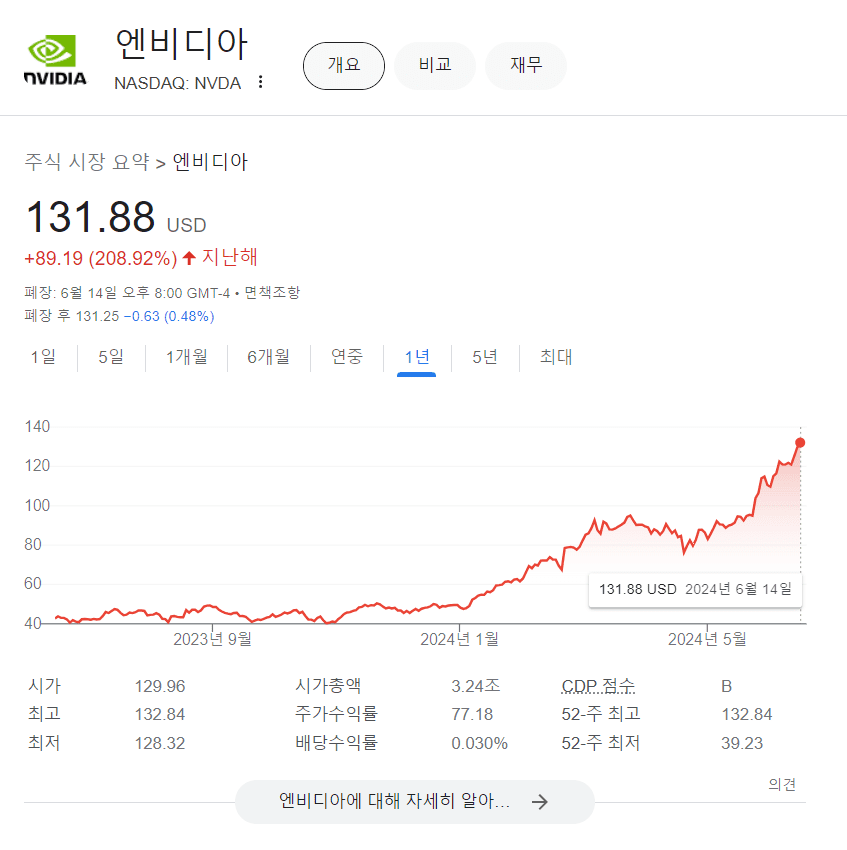 NVIDIA
엔비디아
NASDAQ: NVDA
개요 비교 재무
주식 시장 요약 > 엔비디아
131.88 USD
+89.19 (208.92%) 지난해
폐장: 6월 14일 오후 8:00 GMT-4 • 면책조항
폐장 후 131.25 −0.63 (0.48%)
1일 5일 1개월 6개월 연중 1년 5년 최대
140
120
100
80
60
40
131.88 USD 2024년 6월 14일
2023년 9월 2024년 1월 2024년 5월
시가 129.96 시가총액 3.24조 CDP 점수 B
최고 132.84 주가수익률 77.18 52-주 최고 132.84
최저 128.32 배당수익률 0.030% 52-주 최저 39.23
의견
엔비디아에 대해 자세히 알아...